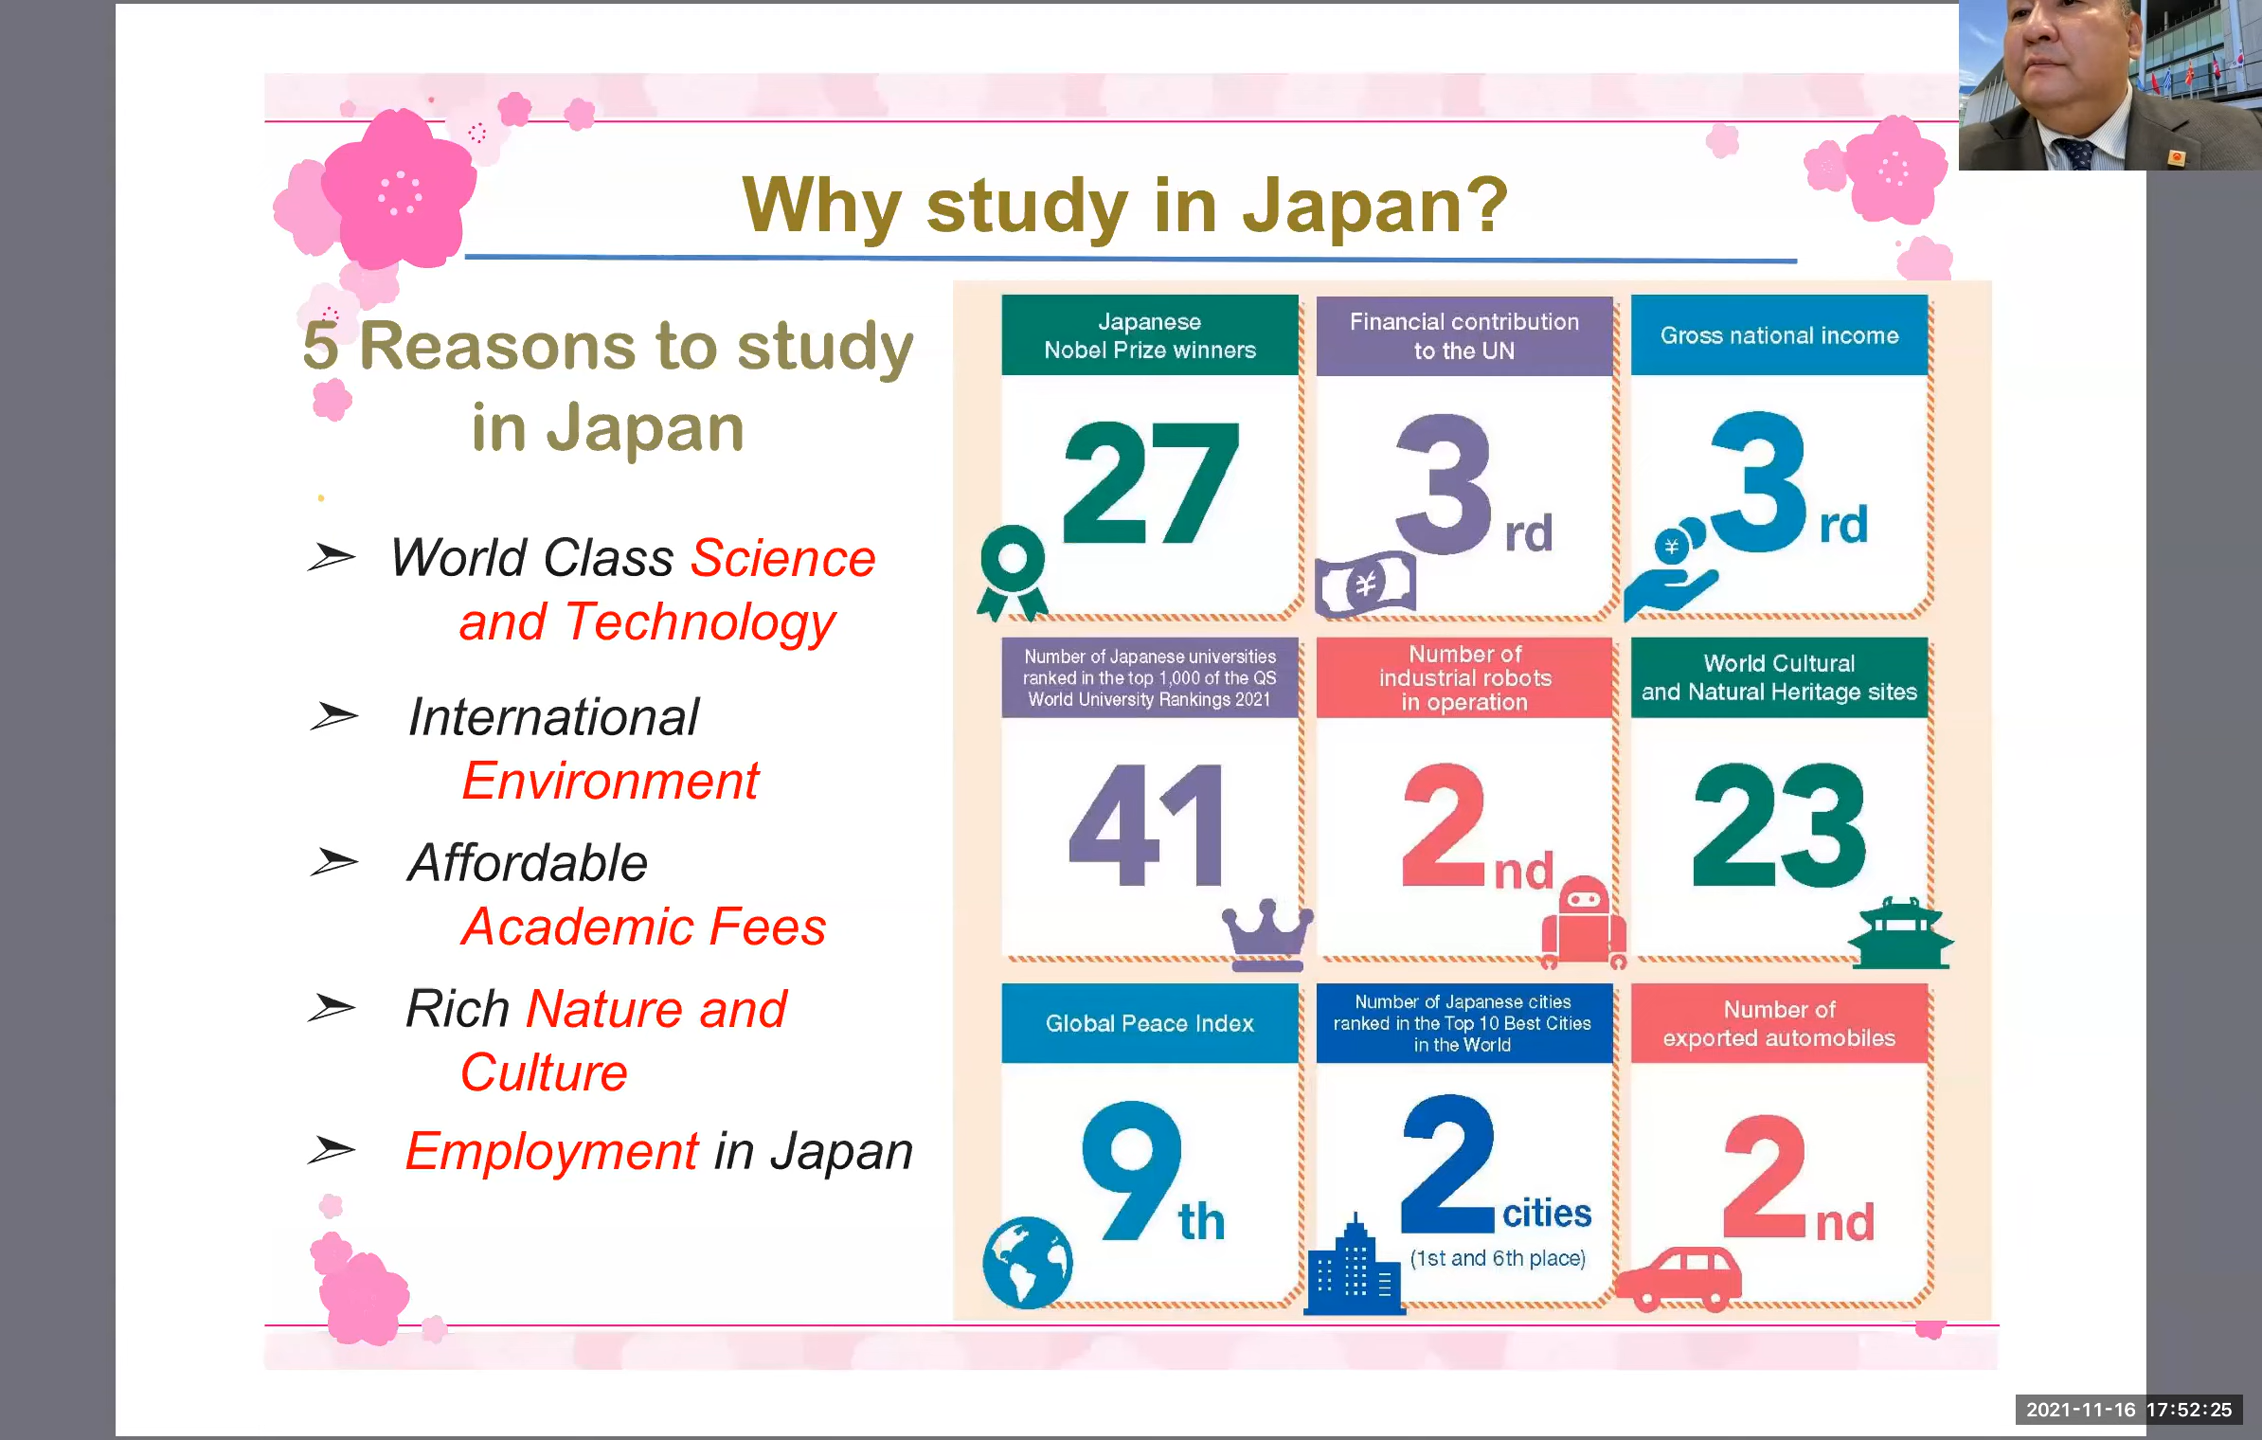 Why study in Japan?
5 Reasons to study
in Japan
➢ World Class Science
and Technology
➢ International
Environment
➢ Affordable
Academic Fees
➢ Rich Nature and
Culture
➢ Employment in Japan
Japanese
Nobel Prize winners
27
Financial contribution
to the UN
3rd
¥
Gross national income
3rd
¥
Number of Japanese universities
ranked in the top 1,000 of the QS
World University Rankings 2021
41
Number of
industrial robots
in operation
2nd
World Cultural
and Natural Heritage sites
23
Global Peace Index
9th
Number of Japanese cities
ranked in the Top 10 Best Cities
in the World
2 cities
(1st and 6th place)
Number of
exported automobiles
2nd
2021-11-16 17:52:25